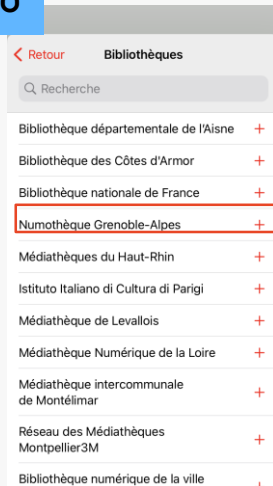 Retour Bibliothèques
Recherche
Bibliothèque départementale de l'Aisne +
Bibliothèque des Côtes d'Armor +
Bibliothèque nationale de France +
Numothèque Grenoble-Alpes +
Médiathèques du Haut-Rhin +
Istituto Italiano di Cultura di Parigi +
Médiathèque de Levallois +
Médiathèque Numérique de la Loire +
Médiathèque intercommunale
de Montélimar +
Réseau des Médiathèques
Montpellier3M +
Bibliothèque numérique de la ville